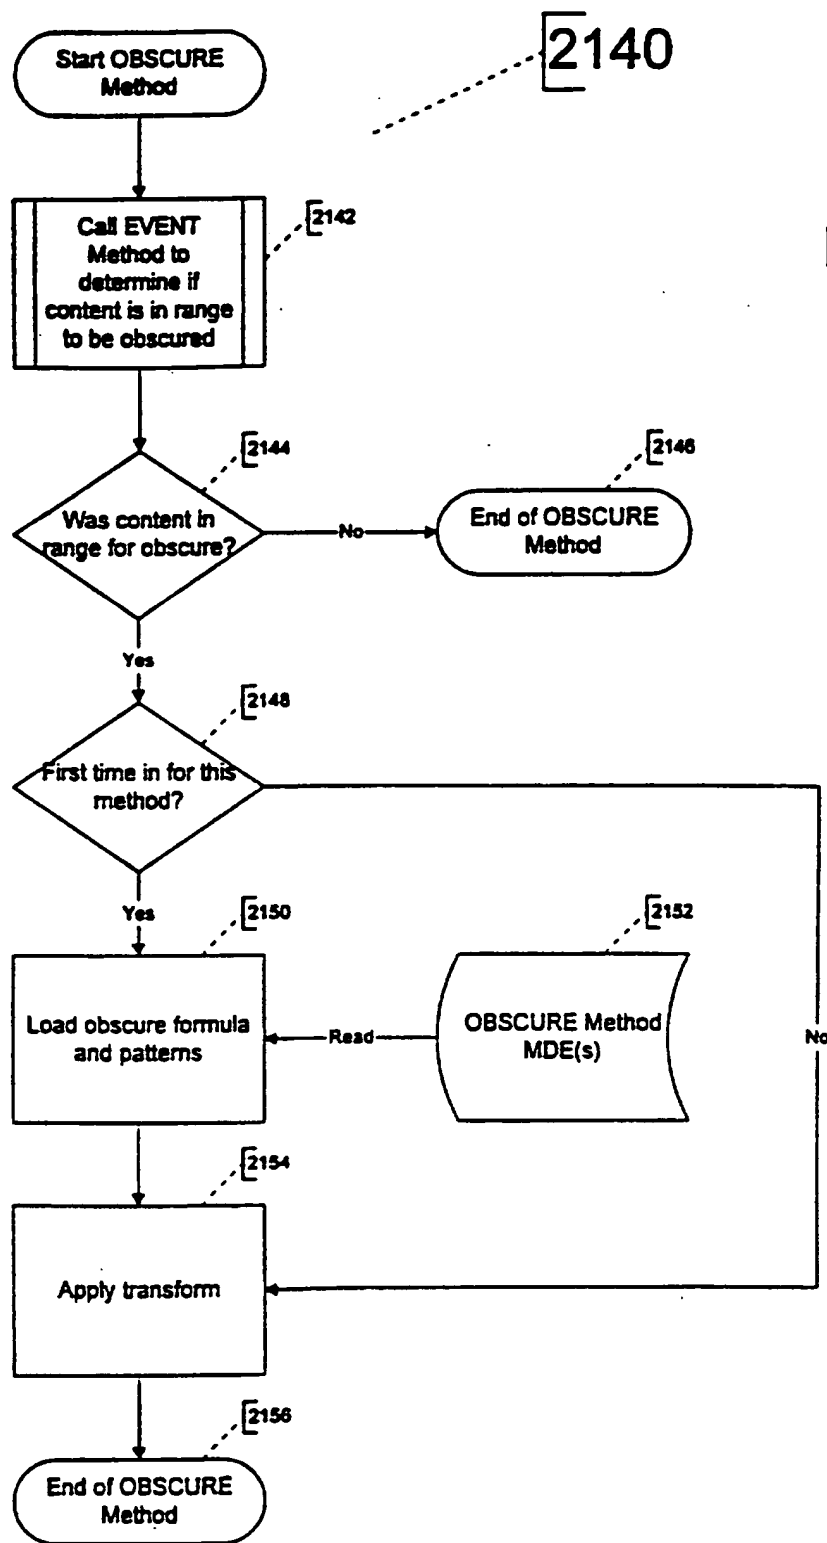 2140
Start OBSCURE
Method
2142
Call EVENT
Method to
determine if
content is in range
to be obscured
2144
Was content in
range for obscure?
No
2146
End of OBSCURE
Method
Yes
2148
First time in for this
method?
No
Yes
2150
Load obscure formula
and patterns
Read
2152
OBSCURE Method
MDE(s)
2154
Apply transform
2156
End of OBSCURE
Method